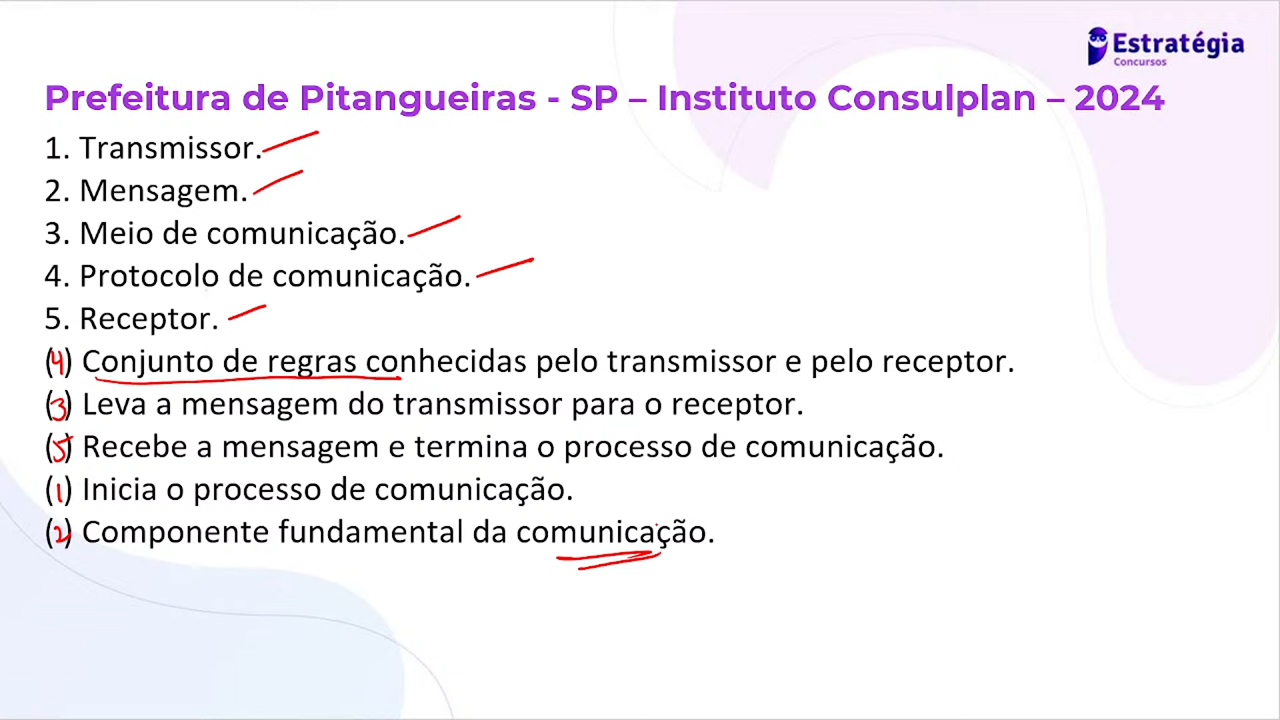 Estratégia
Concursos
Prefeitura de Pitangueiras - SP – Instituto Consulplan – 2024
1. Transmissor.
2. Mensagem.
3. Meio de comunicação.
4. Protocolo de comunicação.
5. Receptor.
(4) Conjunto de regras conhecidas pelo transmissor e pelo receptor.
(3) Leva a mensagem do transmissor para o receptor.
(5) Recebe a mensagem e termina o processo de comunicação.
(1) Inicia o processo de comunicação.
(2) Componente fundamental da comunicação.